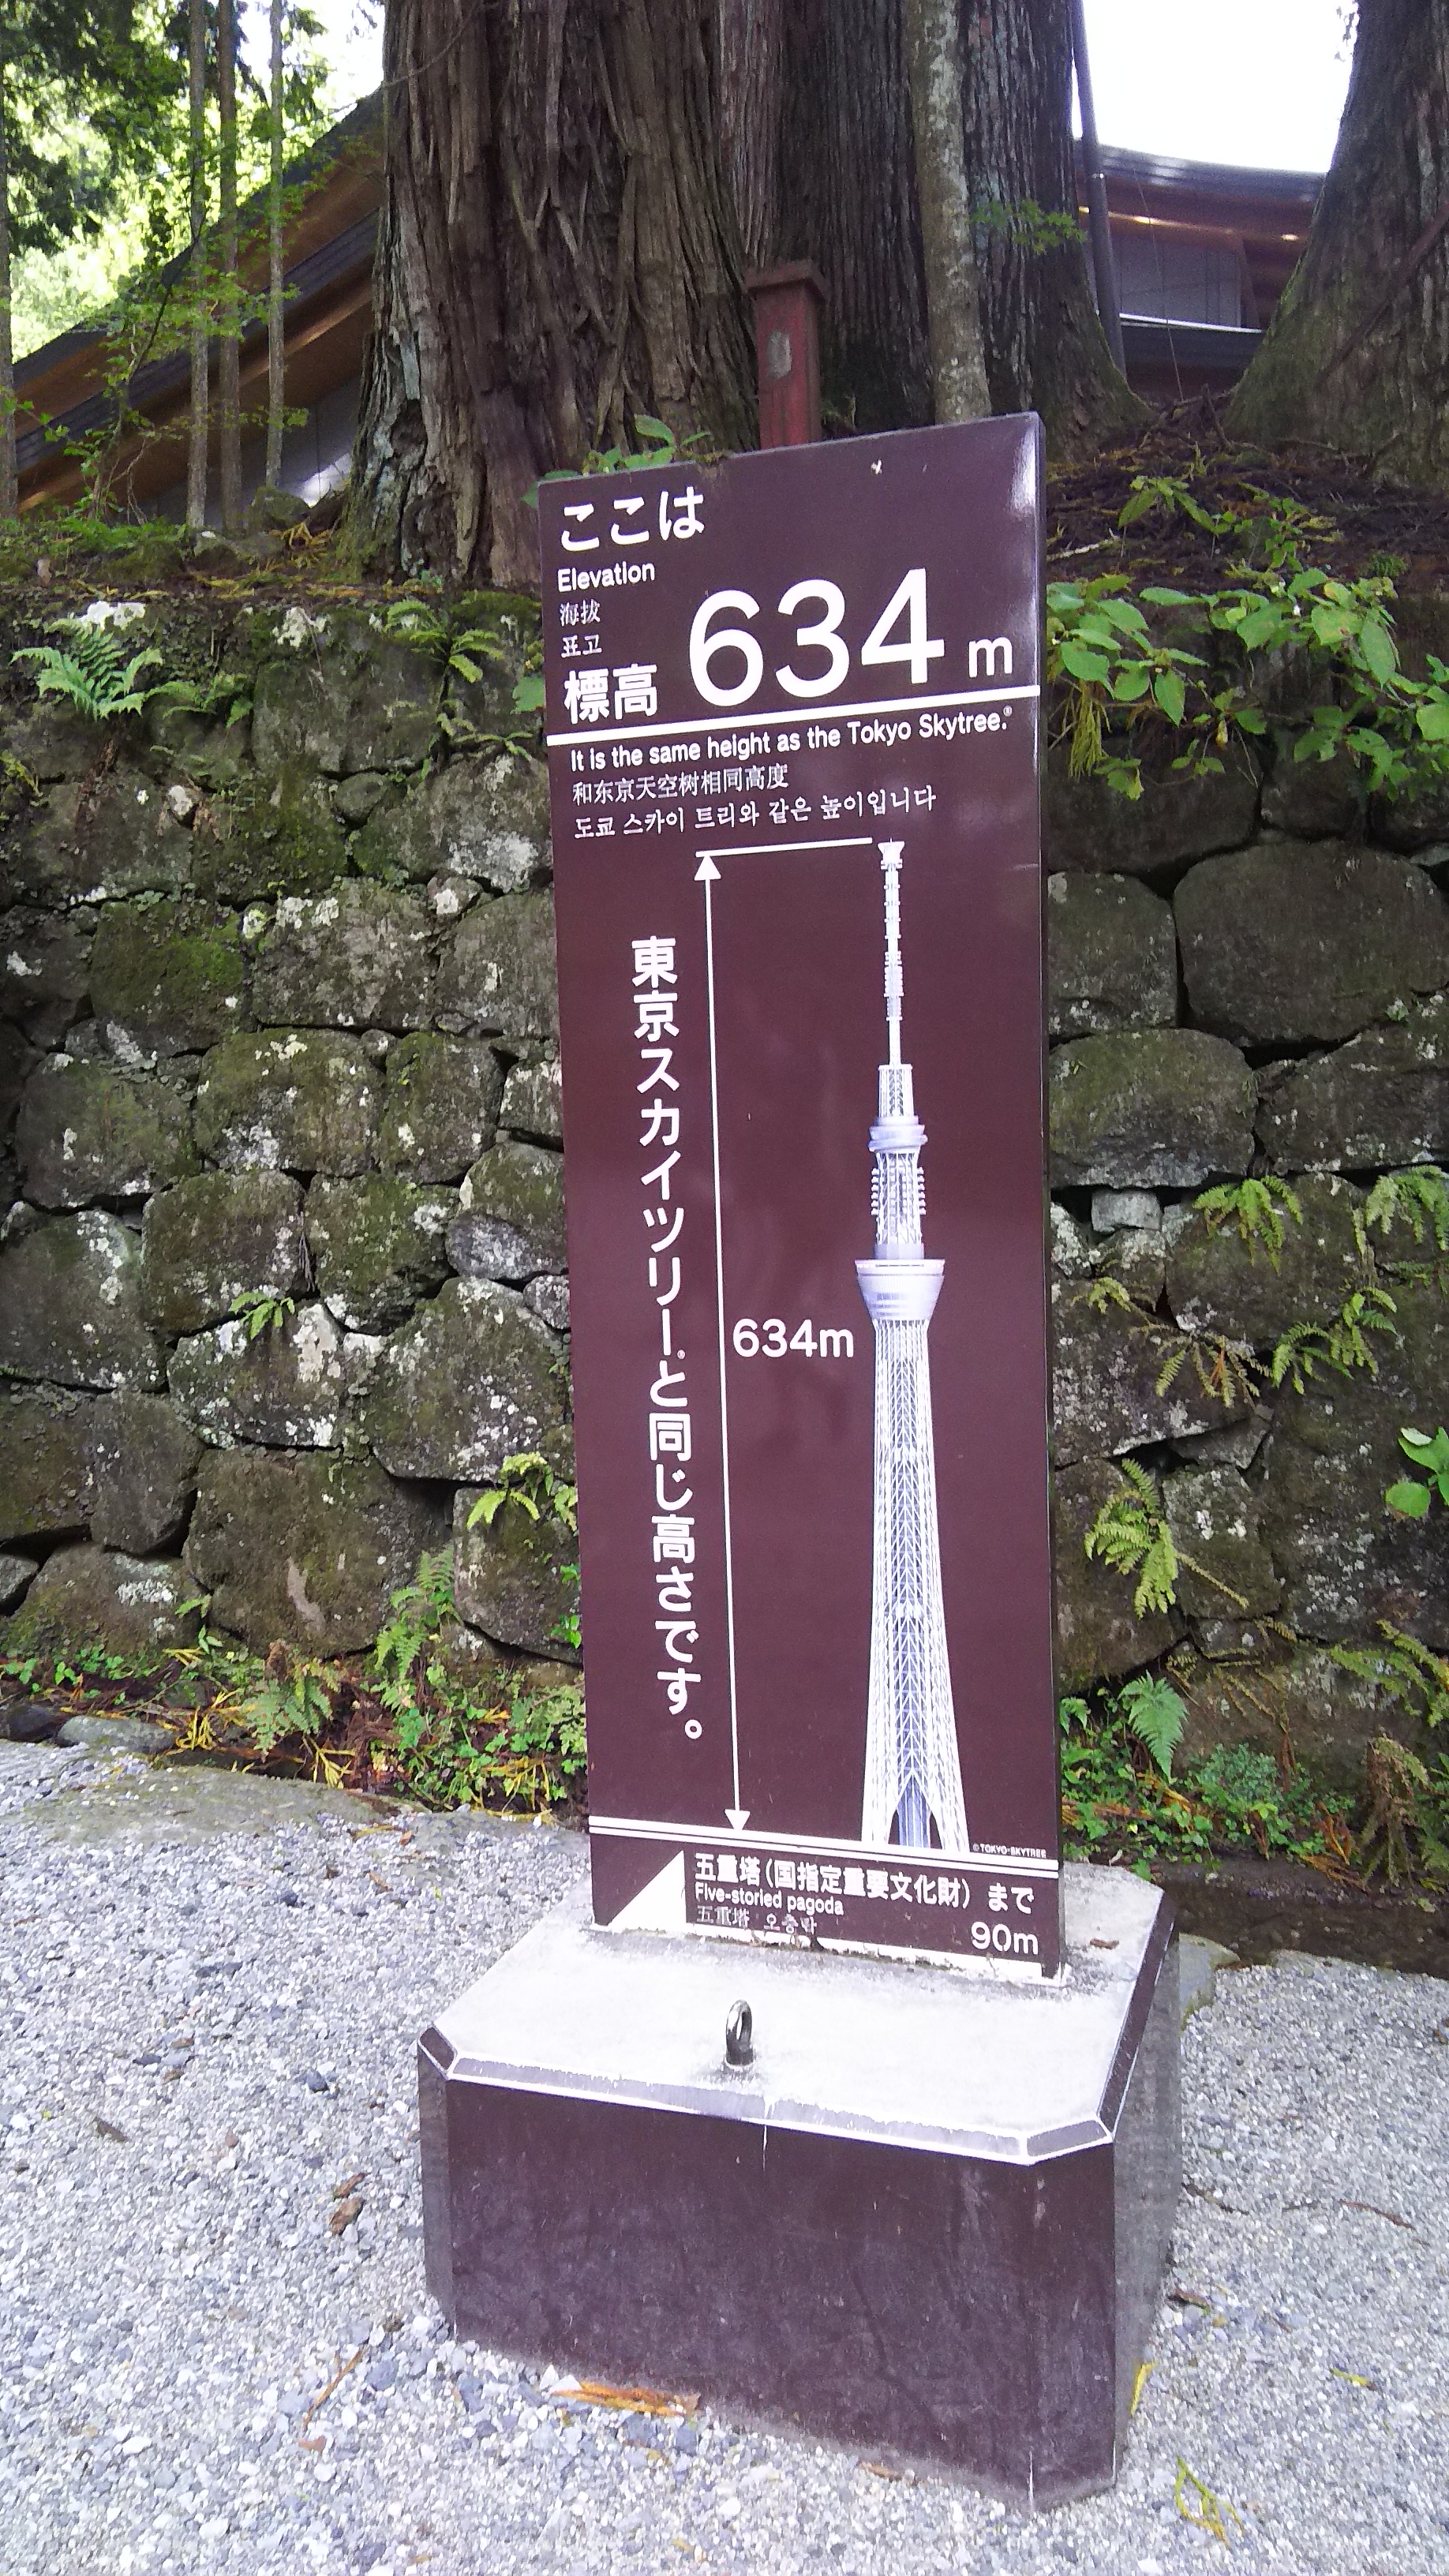 ここは
Elevation
海拔
표고
標高 634 m
It is the same height as the Tokyo Skytree.®
和东京天空树相同高度
도쿄 스카이 트리와 같은 높이입니다
東京スカイツリー®と同じ高さです。
634m
©TOKYO-SKYTREE
五重塔(国指定重要文化財)まで
Five-storied pagoda
五重塔 오층탑
90m